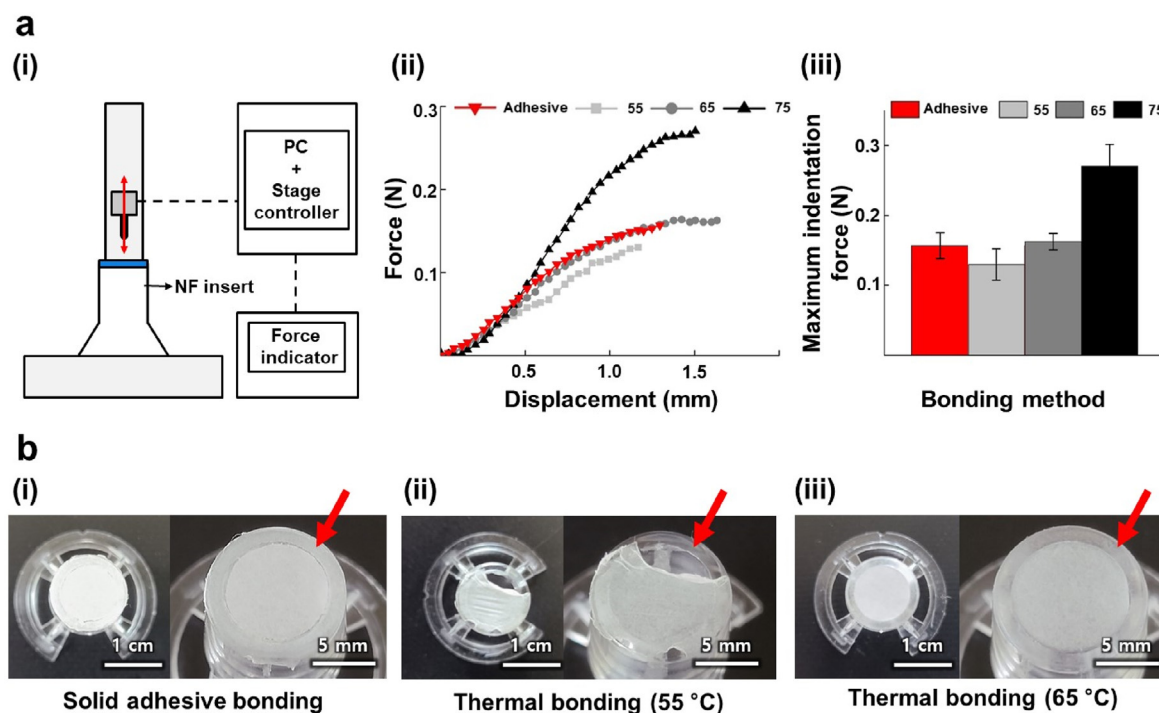 a
(i)
PC
+
Stage
controller
NF insert
Force
indicator
(ii)
Adhesive 55 65 75
0.3
0.2
0.1
0.5 1.0 1.5
Force (N)
Displacement (mm)
(iii)
Adhesive 55 65 75
0.3
0.2
0.1
Maximum indentation
force (N)
Bonding method
b
(i)
1 cm
5 mm
Solid adhesive bonding
(ii)
1 cm
5 mm
Thermal bonding (55 °C)
(iii)
1 cm
5 mm
Thermal bonding (65 °C)